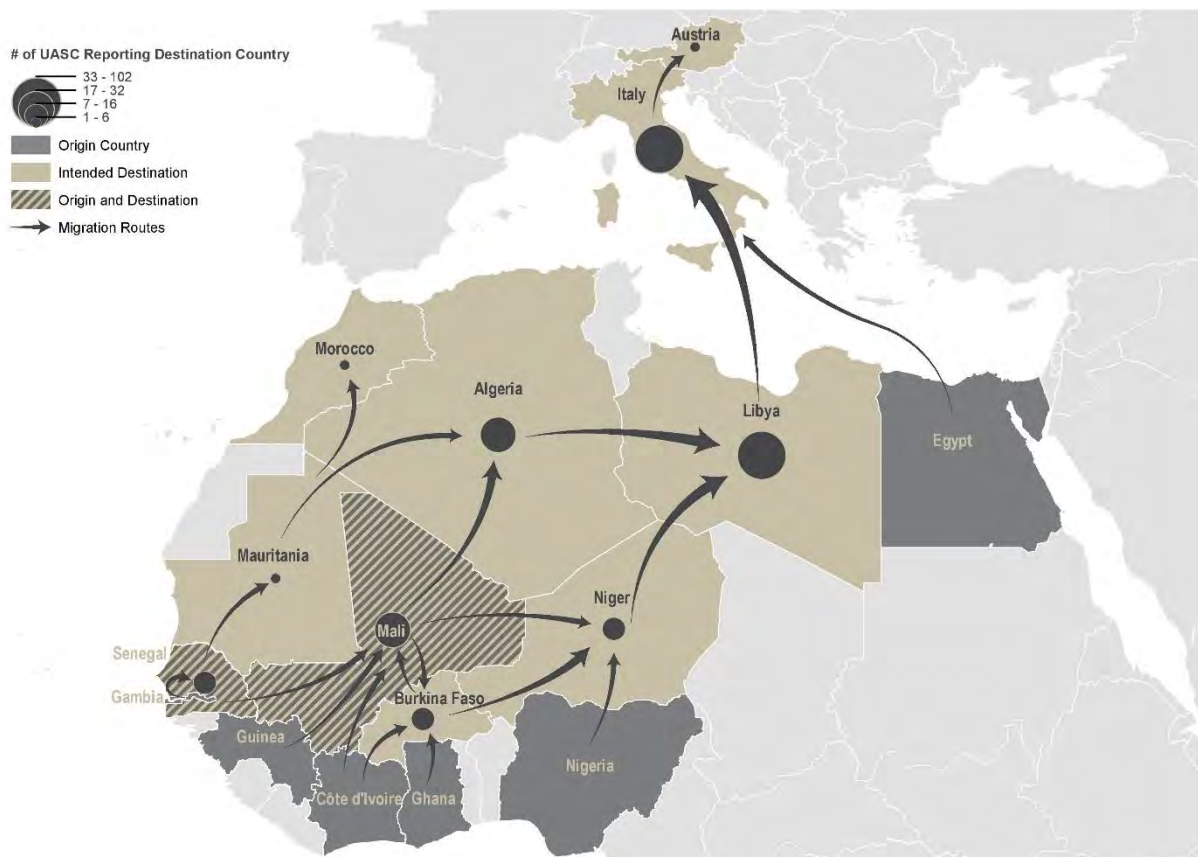 # of UASC Reporting Destination Country
33 - 102
17 - 32
7 - 16
1 - 6
Origin Country
Intended Destination
Origin and Destination
Migration Routes
Austria
Italy
Morocco
Algeria
Libya
Egypt
Mauritania
Niger
Mali
Senegal
Gambia
Burkina Faso
Guinea
Nigeria
Côte d'Ivoire
Ghana